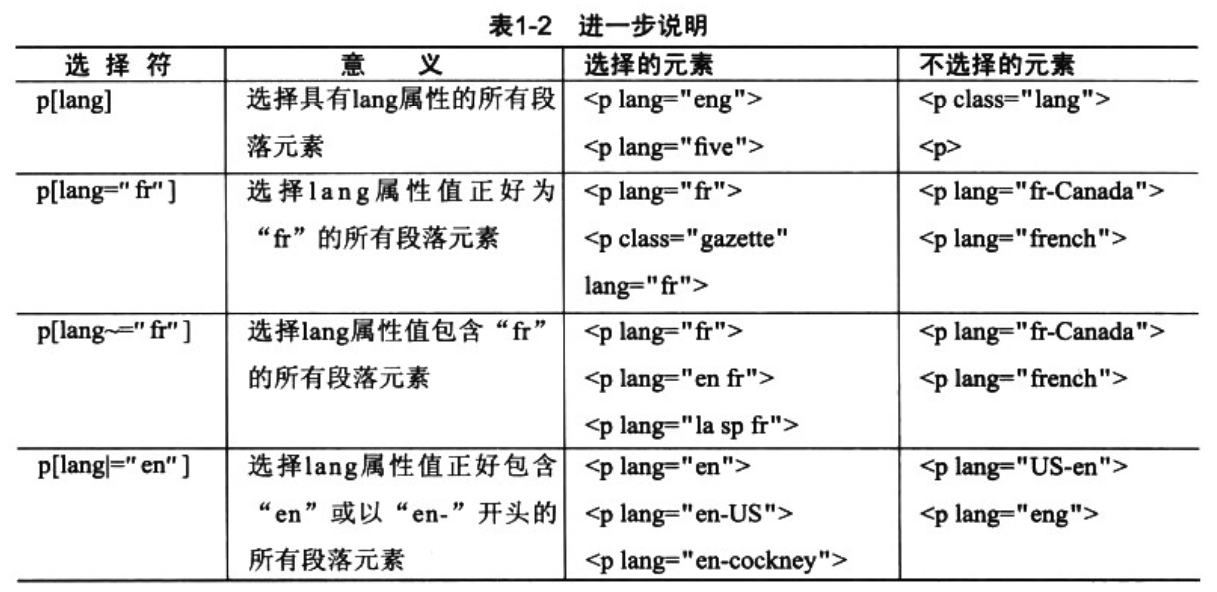 表1-2 进一步说明
选 择 符 意 义 选择的元素 不选择的元素
p[lang] 选择具有lang属性的所有段 <p lang="eng"> <p class="lang">
落元素 <p lang="five"> <p>
p[lang="fr"] 选择lang属性值正好为 <p lang="fr"> <p lang="fr-Canada">
“fr”的所有段落元素 <p class="gazette" <p lang="french">
lang="fr">
p[lang~="fr"] 选择lang属性值包含“fr” <p lang="fr"> <p lang="fr-Canada">
的所有段落元素 <p lang="en fr"> <p lang="french">
<p lang="la sp fr">
p[lang|="en"] 选择lang属性值正好包含 <p lang="en"> <p lang="US-en">
“en”或以“en-”开头的 <p lang="en-US"> <p lang="eng">
所有段落元素 <p lang="en-cockney">